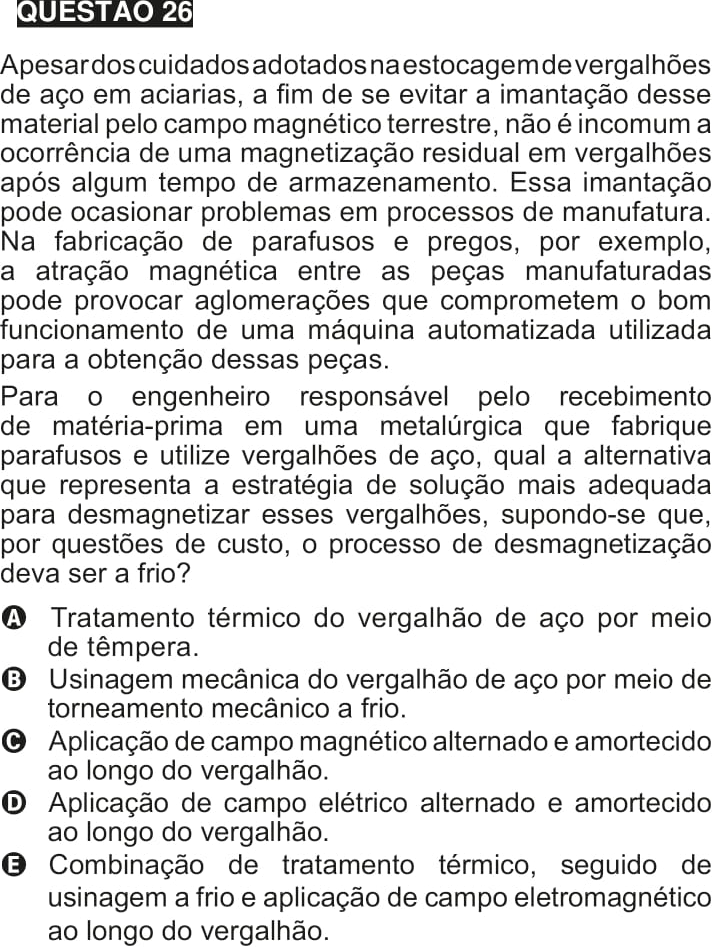 QUESTÃO 26
Apesar dos cuidados adotados na estocagem de vergalhões
de aço em aciarias, a fim de se evitar a imantação desse
material pelo campo magnético terrestre, não é incomum a
ocorrência de uma magnetização residual em vergalhões
após algum tempo de armazenamento. Essa imantação
pode ocasionar problemas em processos de manufatura.
Na fabricação de parafusos e pregos, por exemplo,
a atração magnética entre as peças manufaturadas
pode provocar aglomerações que comprometem o bom
funcionamento de uma máquina automatizada utilizada
para a obtenção dessas peças.
Para o engenheiro responsável pelo recebimento
de matéria-prima em uma metalúrgica que fabrique
parafusos e utilize vergalhões de aço, qual a alternativa
que representa a estratégia de solução mais adequada
para desmagnetizar esses vergalhões, supondo-se que,
por questões de custo, o processo de desmagnetização
deva ser a frio?
A Tratamento térmico do vergalhão de aço por meio
de têmpera.
B Usinagem mecânica do vergalhão de aço por meio de
torneamento mecânico a frio.
C Aplicação de campo magnético alternado e amortecido
ao longo do vergalhão.
D Aplicação de campo elétrico alternado e amortecido
ao longo do vergalhão.
E Combinação de tratamento térmico, seguido de
usinagem a frio e aplicação de campo eletromagnético
ao longo do vergalhão.